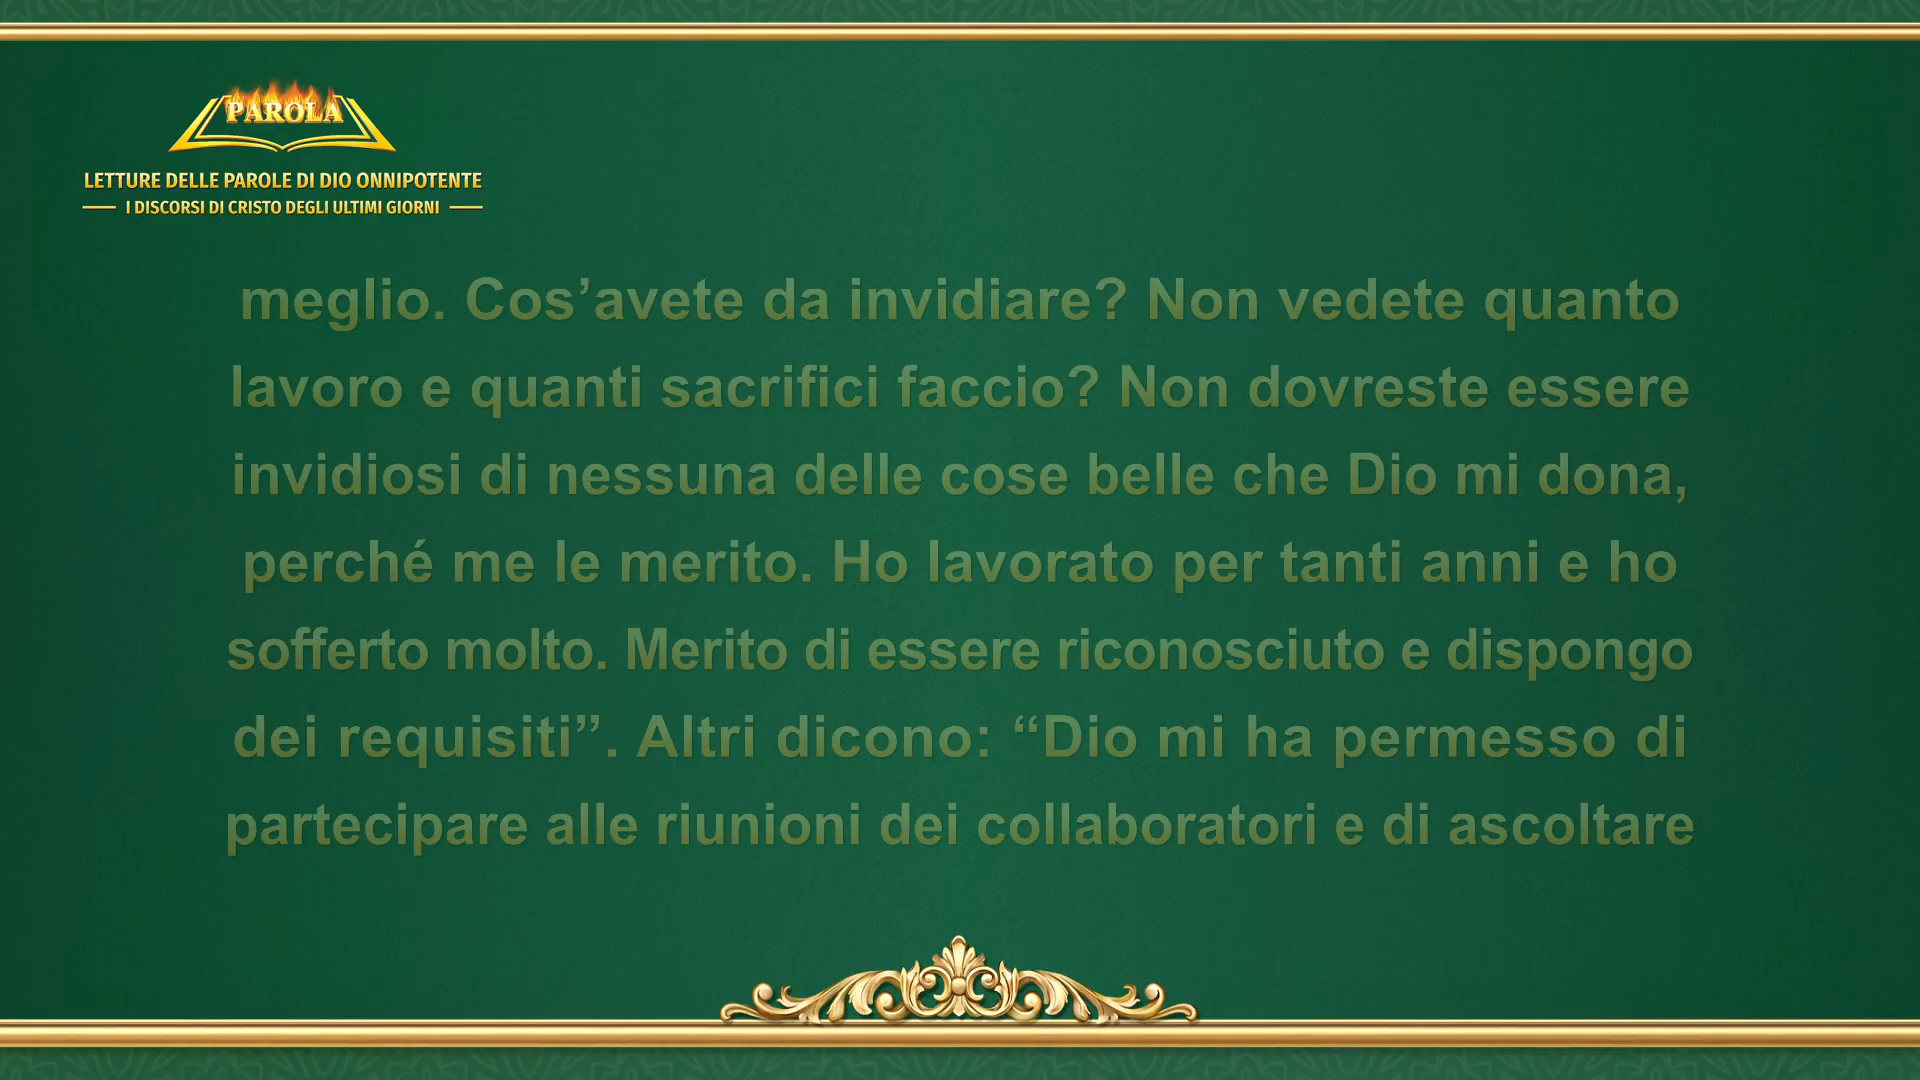 PAROLA
LETTURE DELLE PAROLE DI DIO ONNIPOTENTE
I DISCORSI DI CRISTO DEGLI ULTIMI GIORNI
meglio. Cos’avete da invidiare? Non vedete quanto
lavoro e quanti sacrifici faccio? Non dovreste essere
invidiosi di nessuna delle cose belle che Dio mi dona,
perché me le merito. Ho lavorato per tanti anni e ho
sofferto molto. Merito di essere riconosciuto e dispongo
dei requisiti”. Altri dicono: “Dio mi ha permesso di
partecipare alle riunioni dei collaboratori e di ascoltare